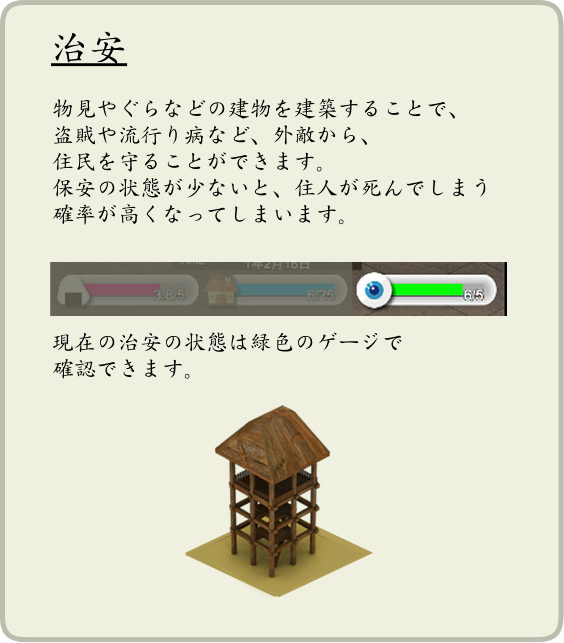 治安
物見やぐらなどの建物を建築することで、
盗賊や流行り病など、外敵から、
住民を守ることができます。
保安の状態が少ないと、住人が死んでしまう
確率が高くなってしまいます。
1年2月16日
3.8/5
6/25
6/5
現在の治安の状態は緑色のゲージで
確認できます。